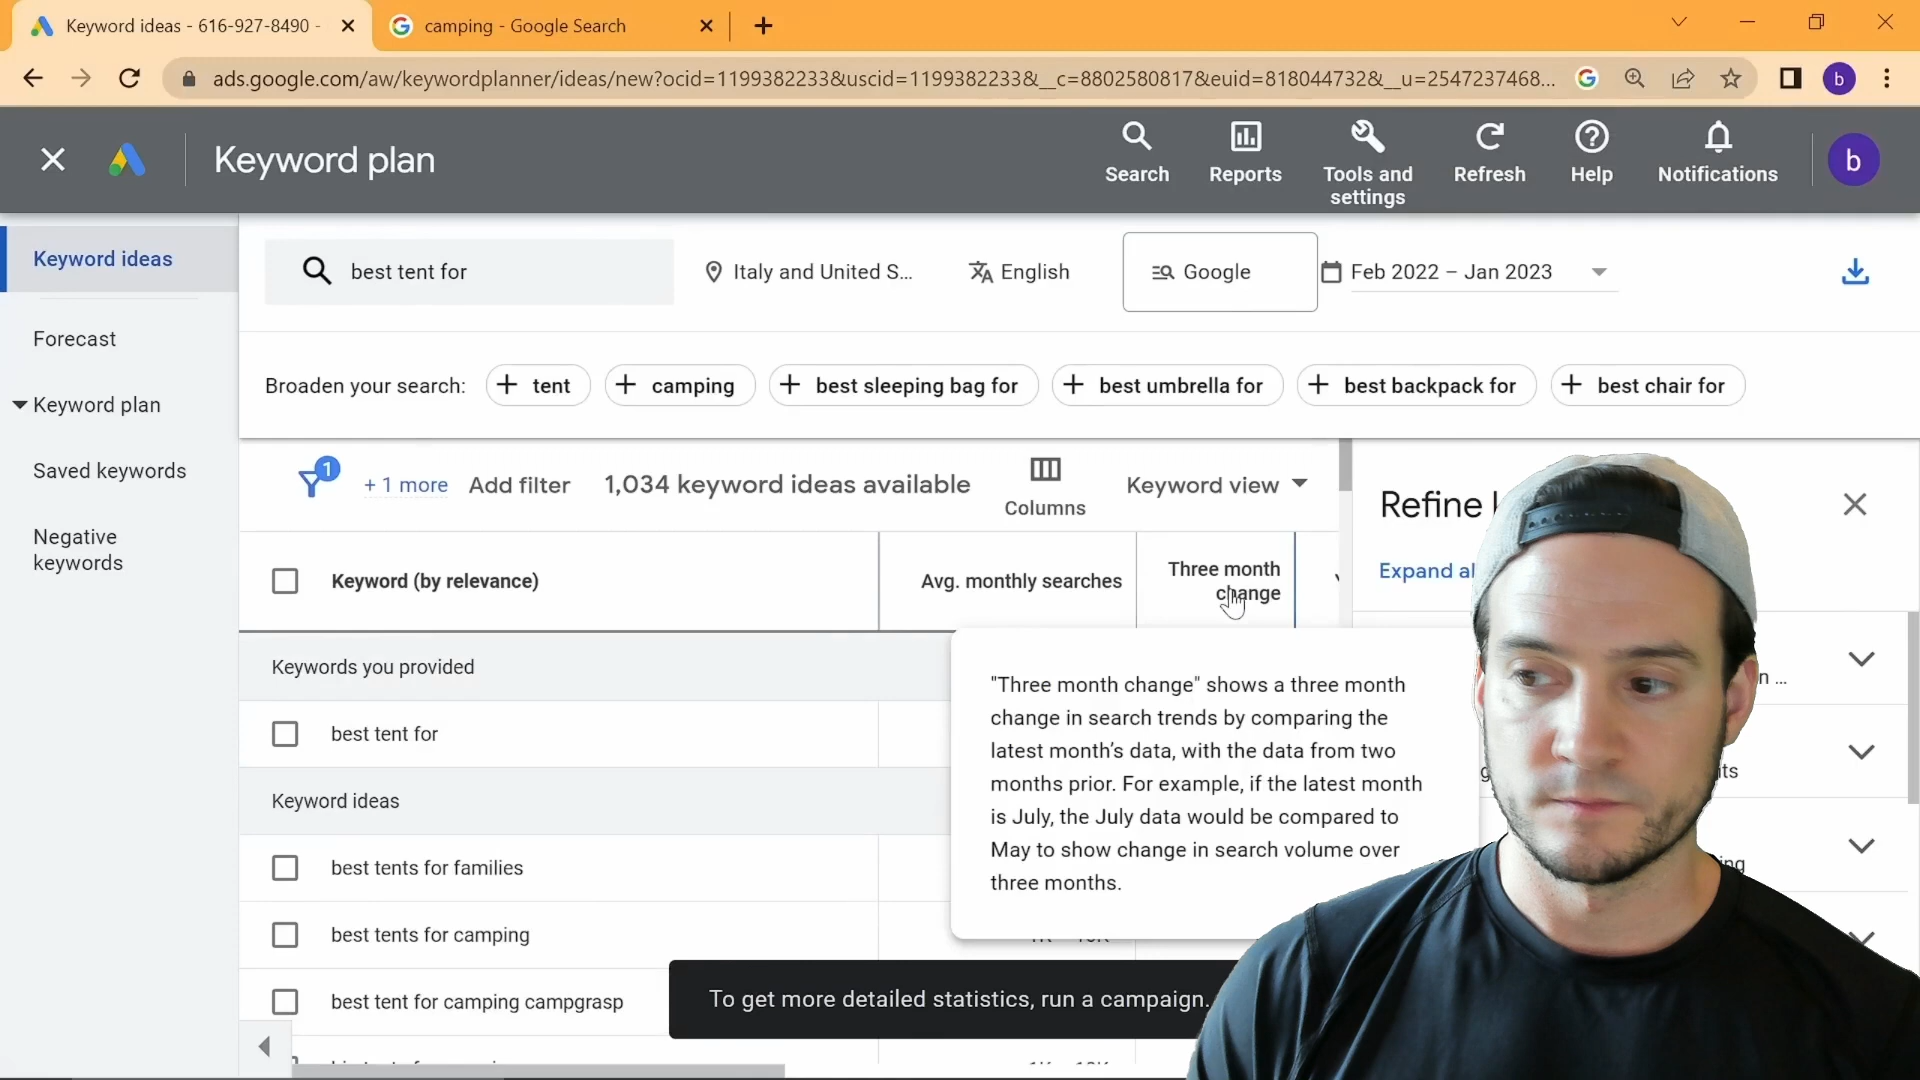 Keyword ideas - 616-927-8490 -
camping - Google Search
ads.google.com/aw/keywordplanner/ideas/new?ocid=1199382233&uscid=1199382233&__c=8802580817&euid=818044732&__u=2547237468...
b
Keyword plan
Search
Reports
Tools and
settings
Refresh
Help
Notifications
b
Keyword ideas
Forecast
Keyword plan
Saved keywords
Negative
keywords
best tent for
Italy and United S...
English
Google
Feb 2022 – Jan 2023
Broaden your search:
tent
camping
best sleeping bag for
best umbrella for
best backpack for
best chair for
1
+ 1 more
Add filter
1,034 keyword ideas available
Columns
Keyword view
Refine
Expand al
Keyword (by relevance)
Avg. monthly searches
Three month
change
Keywords you provided
best tent for
Keyword ideas
best tents for families
best tents for camping
best tent for camping campgrasp
"Three month change" shows a three month
change in search trends by comparing the
latest month's data, with the data from two
months prior. For example, if the latest month
is July, the July data would be compared to
May to show change in search volume over
three months.
To get more detailed statistics, run a campaign.